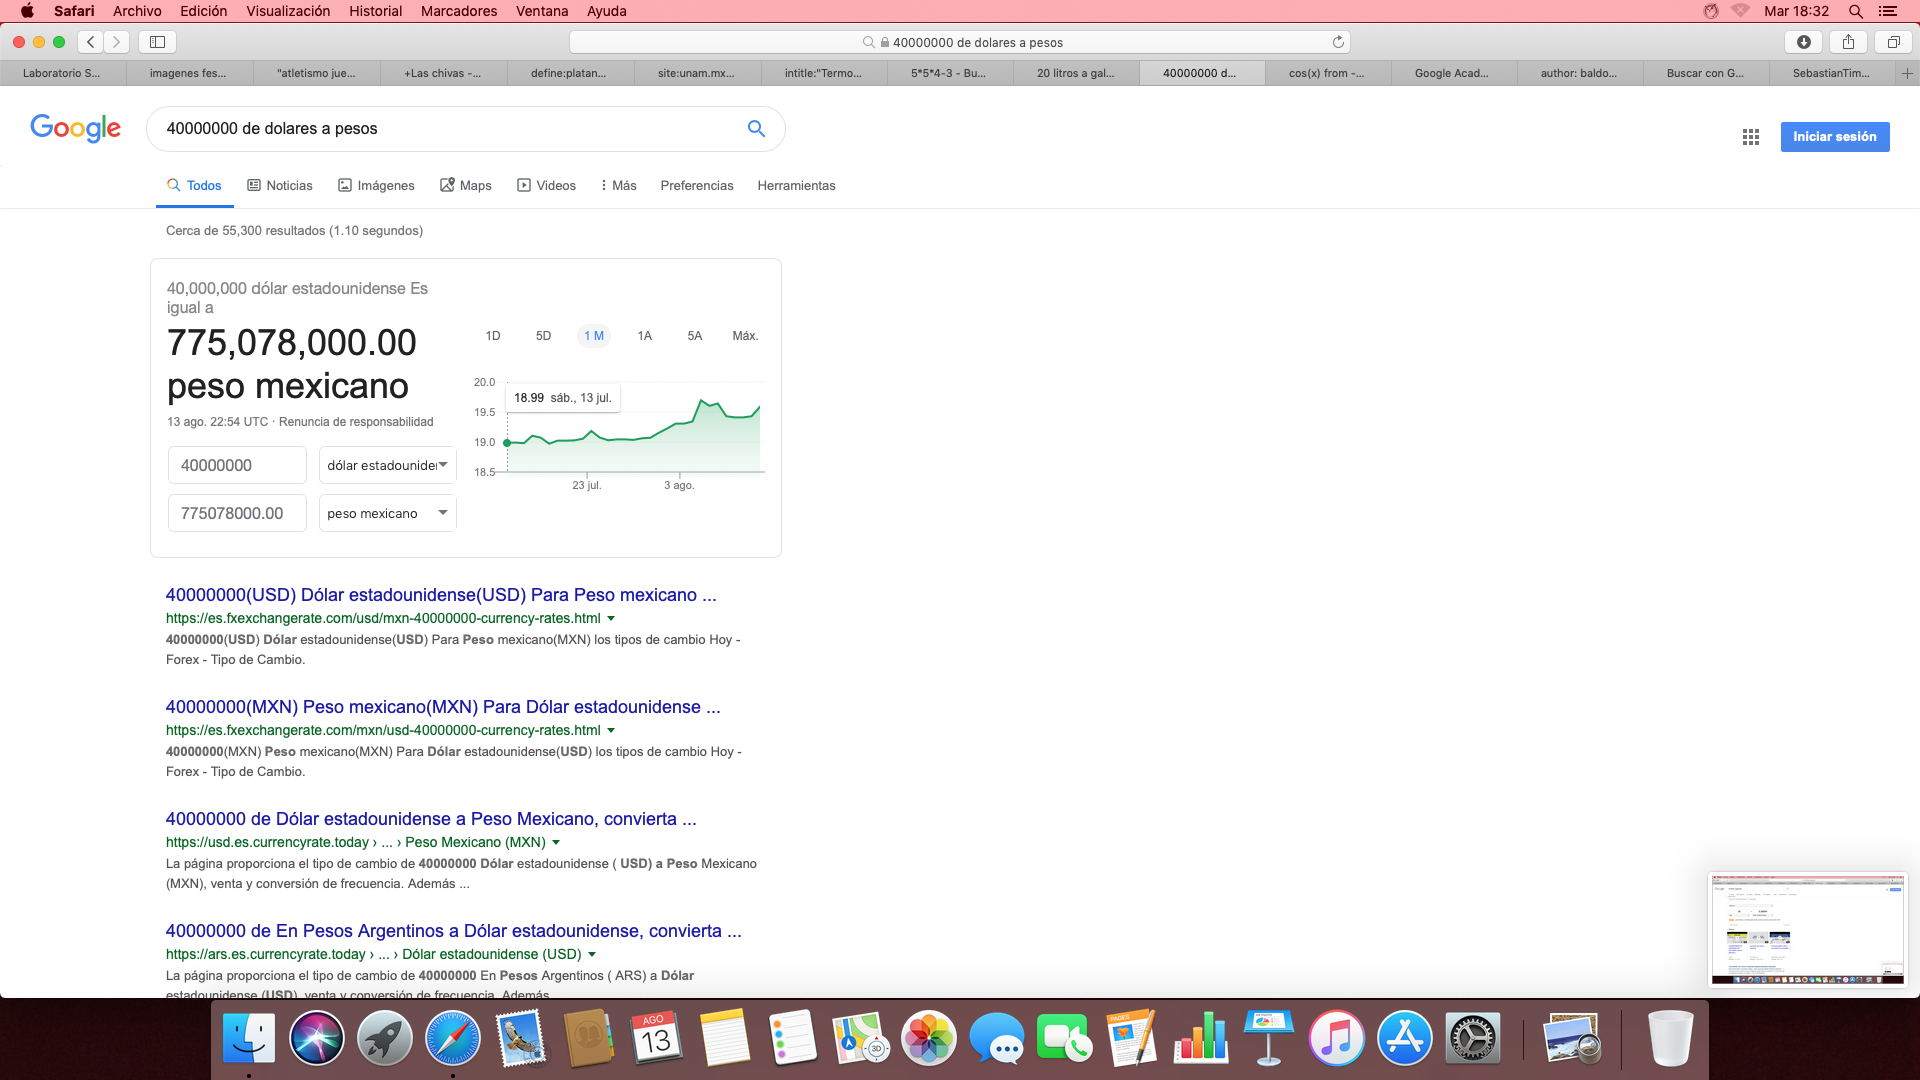 Safari Archivo Edición Visualización Historial Marcadores Ventana Ayuda Mar 18:32
40000000 de dolares a pesos
Laboratorio S... imagenes fes... "atletismo jue... +Las chivas -... define:platan... site:unam.mx... intitle:"Termo... 5*5*4-3 - Bu... 20 litros a gal... 40000000 d... cos(x) from -... Google Acad... author: baldo... Buscar con G... SebastianTim...
Google 40000000 de dolares a pesos
Iniciar sesión
Todos Noticias Imágenes Maps Videos Más Preferencias Herramientas
Cerca de 55,300 resultados (1.10 segundos)
40,000,000 dólar estadounidense Es
igual a
775,078,000.00
peso mexicano
13 ago. 22:54 UTC · Renuncia de responsabilidad
40000000 dólar estadounide
775078000.00 peso mexicano
1D 5D 1 M 1A 5A Máx.
20.0
18.99 sáb., 13 jul.
19.5
19.0
18.5
23 jul. 3 ago.
40000000(USD) Dólar estadounidense(USD) Para Peso mexicano ...
https://es.fxexchangerate.com/usd/mxn-40000000-currency-rates.html
40000000(USD) Dólar estadounidense(USD) Para Peso mexicano(MXN) los tipos de cambio Hoy -
Forex - Tipo de Cambio.
40000000(MXN) Peso mexicano(MXN) Para Dólar estadounidense ...
https://es.fxexchangerate.com/mxn/usd-40000000-currency-rates.html
40000000(MXN) Peso mexicano(MXN) Para Dólar estadounidense(USD) los tipos de cambio Hoy -
Forex - Tipo de Cambio.
40000000 de Dólar estadounidense a Peso Mexicano, convierta ...
https://usd.es.currencyrate.today › ... › Peso Mexicano (MXN)
La página proporciona el tipo de cambio de 40000000 Dólar estadounidense ( USD) a Peso Mexicano
(MXN), venta y conversión de frecuencia. Además ...
40000000 de En Pesos Argentinos a Dólar estadounidense, convierta ...
https://ars.es.currencyrate.today › ... › Dólar estadounidense (USD)
La página proporciona el tipo de cambio de 40000000 En Pesos Argentinos ( ARS) a Dólar
estadounidense (USD), venta y conversión de frecuencia. Además
AGO
13
3D
PAGES